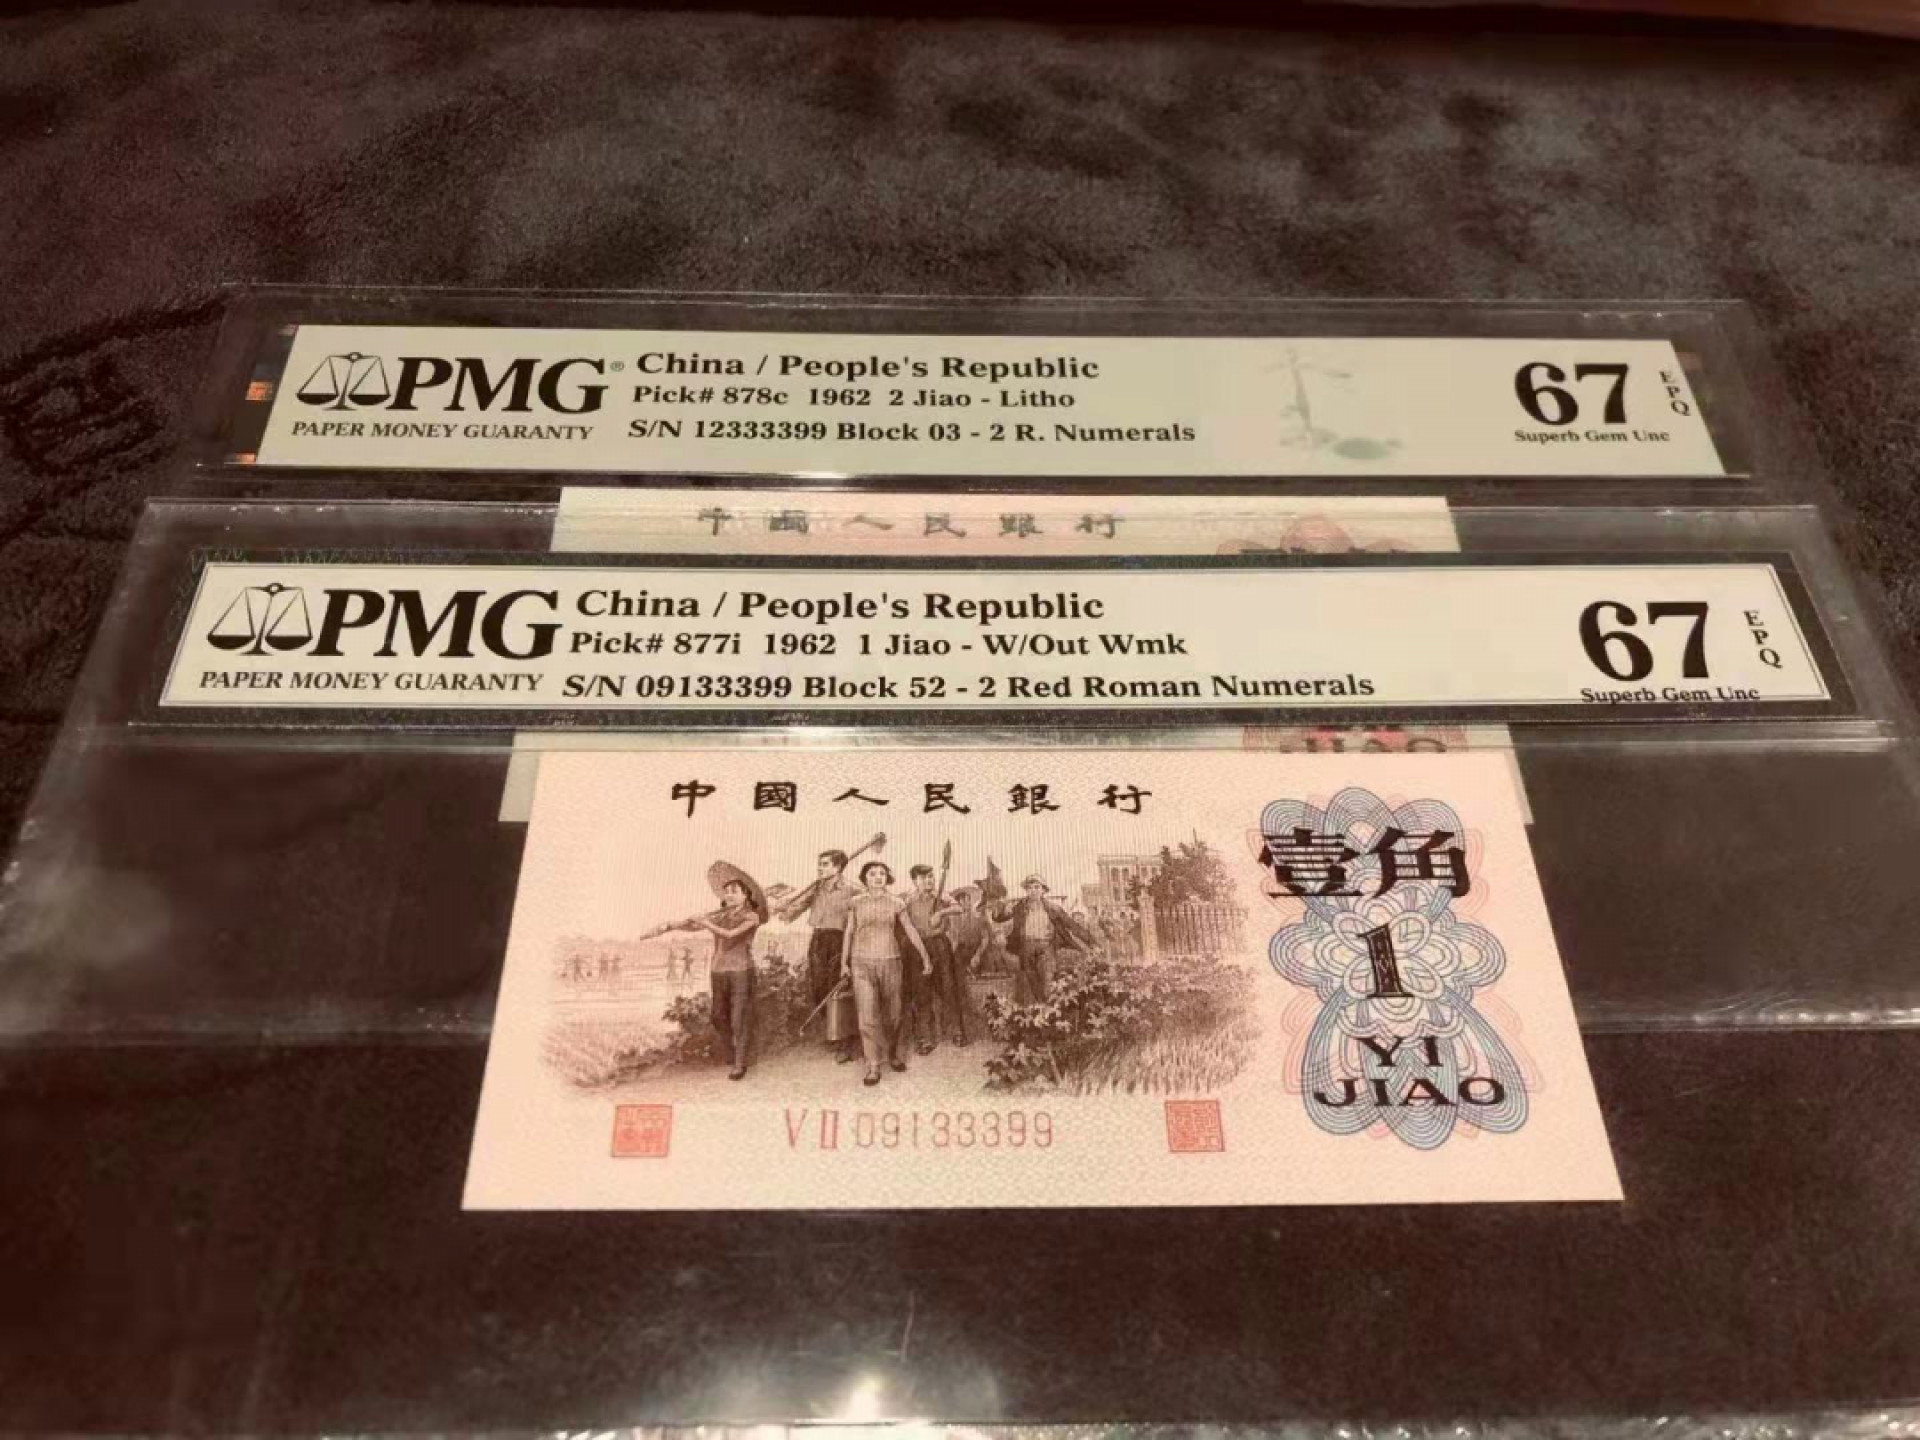 PMG®
PAPER MONEY GUARANTY
China / People's Republic
Pick# 878c 1962 2 Jiao - Litho
S/N 12333399 Block 03 - 2 R. Numerals
67
EPQ
Superb Gem Unc
中國人民銀行
PMG
PAPER MONEY GUARANTY
China / People's Republic
Pick# 877i 1962 1 Jiao - W/Out Wmk
S/N 09133399 Block 52 - 2 Red Roman Numerals
67
EPQ
Superb Gem Unc
JIAO
中國人民銀行
壹角
1
YI
JIAO
V II 09133399